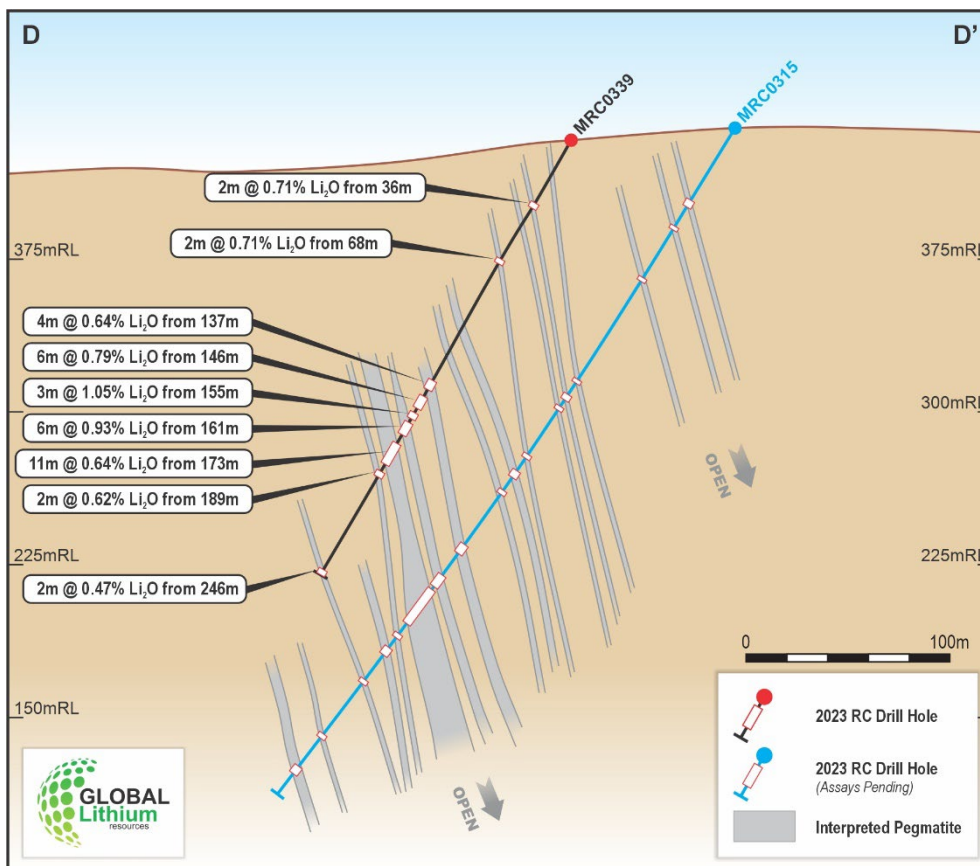 D
D'
MRC0339
MRC0315
2m @ 0.71% Li₂O from 36m
2m @ 0.71% Li₂O from 68m
375mRL
375mRL
4m @ 0.64% Li₂O from 137m
6m @ 0.79% Li₂O from 146m
3m @ 1.05% Li₂O from 155m
6m @ 0.93% Li₂O from 161m
11m @ 0.64% Li₂O from 173m
2m @ 0.62% Li₂O from 189m
300mRL
OPEN
225mRL
225mRL
2m @ 0.47% Li₂O from 246m
0
100m
150mRL
OPEN
2023 RC Drill Hole
2023 RC Drill Hole
(Assays Pending)
Interpreted Pegmatite
GLOBAL
Lithium
resources